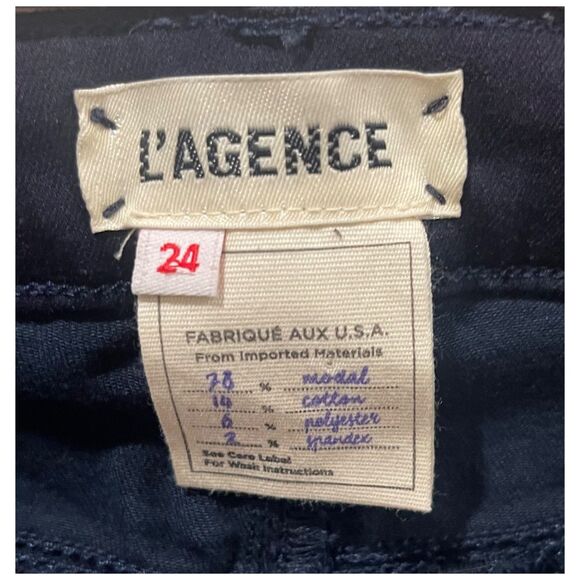 L'AGENCE
24
FABRIQUÉ AUX U.S.A.
From Imported Materials
78 % modal
14 % cotton
6 % polyester
2 % spandex
See Care Label
For Wash Instructions